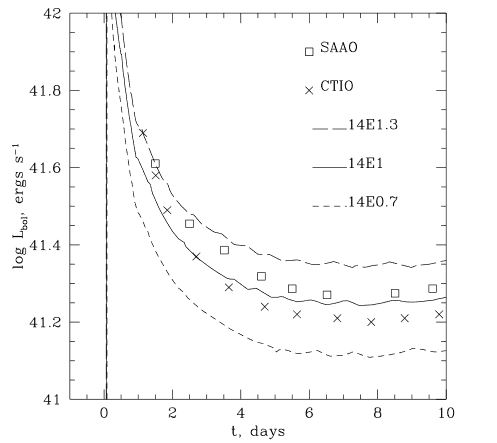 42
SAAO
CTIO
41.8
14E1.3
14E1
41.6
14E0.7
log L_bol, ergs s⁻¹
41.4
41.2
41
0 2 4 6 8 10
t, days